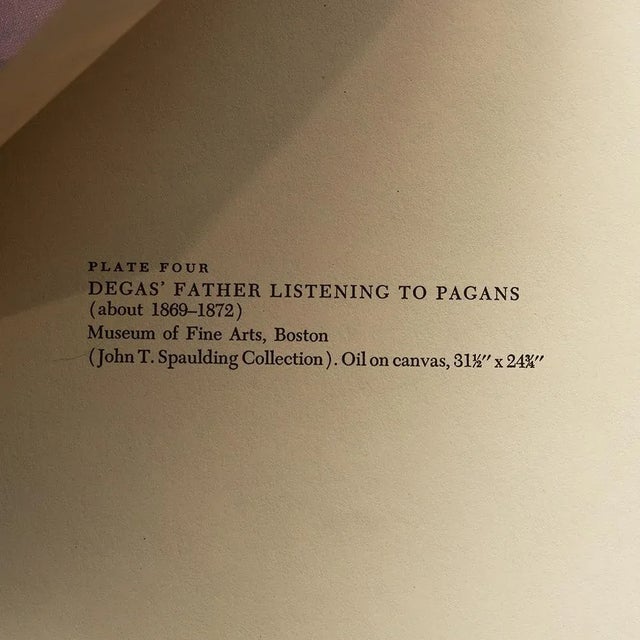 PLATE FOUR
DEGAS’ FATHER LISTENING TO PAGANS
(about 1869–1872)
Museum of Fine Arts, Boston
(John T. Spaulding Collection). Oil on canvas, 31½″ x 24¾″